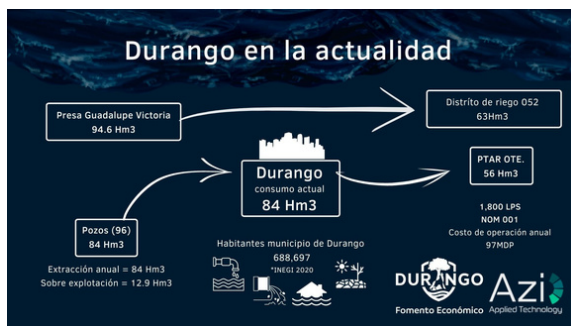 Durango en la actualidad
Presa Guadalupe Victoria
94.6 Hm3
Distríto de riego 052
63Hm3
Durango
consumo actual
84 Hm3
PTAR OTE.
56 Hm3
1,800 LPS
NOM 001
Costo de operación anual
97MDP
Pozos (96)
84 Hm3
Extracción anual = 84 Hm3
Sobre explotación = 12.9 Hm3
Habitantes municipio de Durango
688,697
*INEGI 2020
DURANGO
Fomento Económico
Azi
Applied Technology